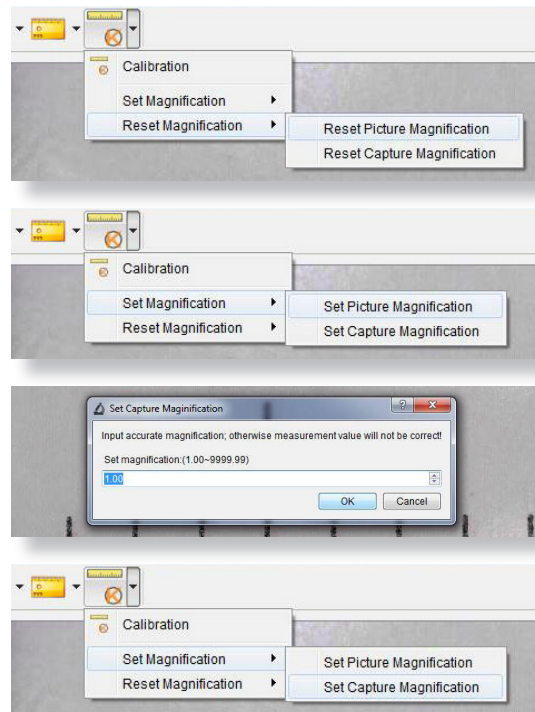 Calibration
Set Magnification
Reset Magnification
Reset Picture Magnification
Reset Capture Magnification
Calibration
Set Magnification
Set Picture Magnification
Reset Magnification
Set Capture Magnification
Set Capture Maginification
Input accurate magnification; otherwise measurement value will not be correct!
Set magnification:(1.00~9999.99)
1.00
OK Cancel
Calibration
Set Magnification
Set Picture Magnification
Reset Magnification
Set Capture Magnification